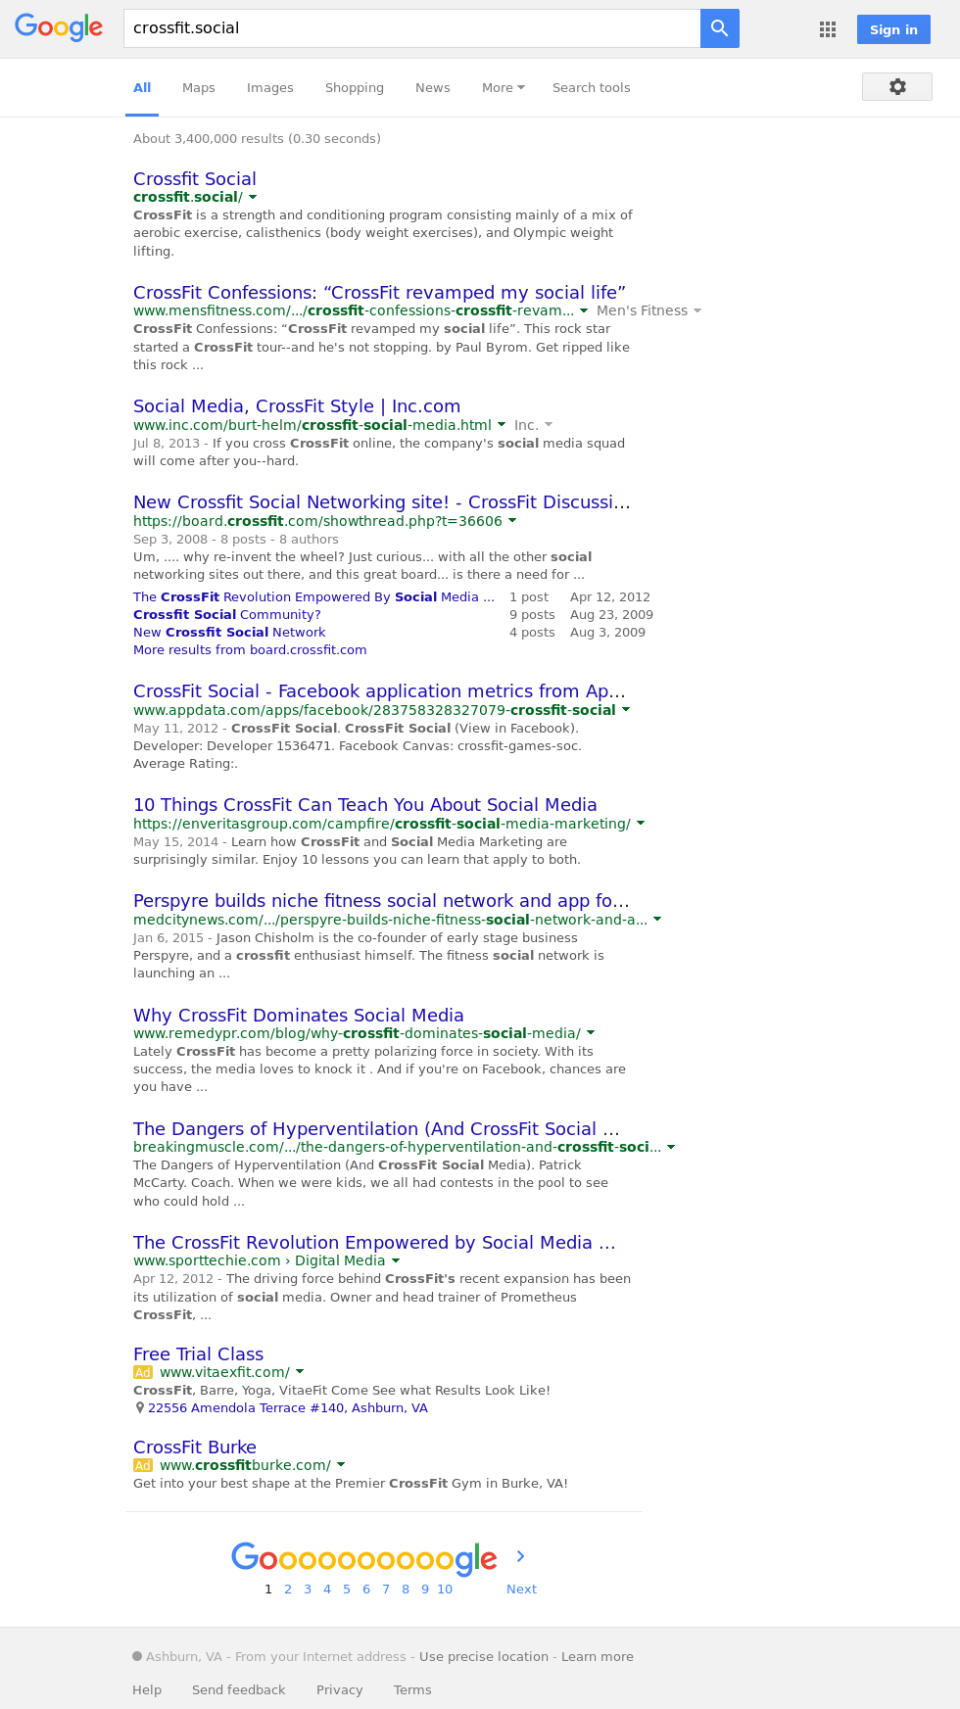 Google
crossfit.social
Sign in
All Maps Images Shopping News More Search tools
About 3,400,000 results (0.30 seconds)
Crossfit Social
crossfit.social/
CrossFit is a strength and conditioning program consisting mainly of a mix of
aerobic exercise, calisthenics (body weight exercises), and Olympic weight
lifting.
CrossFit Confessions: “CrossFit revamped my social life”
www.mensfitness.com/.../crossfit-confessions-crossfit-revam... Men's Fitness
CrossFit Confessions: “CrossFit revamped my social life”. This rock star
started a CrossFit tour--and he's not stopping. by Paul Byrom. Get ripped like
this rock ...
Social Media, CrossFit Style | Inc.com
www.inc.com/burt-helm/crossfit-social-media.html Inc.
Jul 8, 2013 - If you cross CrossFit online, the company's social media squad
will come after you--hard.
New Crossfit Social Networking site! - CrossFit Discussi...
https://board.crossfit.com/showthread.php?t=36606
Sep 3, 2008 - 8 posts - 8 authors
Um, .... why re-invent the wheel? Just curious... with all the other social
networking sites out there, and this great board... is there a need for ...
The CrossFit Revolution Empowered By Social Media ... 1 post Apr 12, 2012
Crossfit Social Community? 9 posts Aug 23, 2009
New Crossfit Social Network 4 posts Aug 3, 2009
More results from board.crossfit.com
CrossFit Social - Facebook application metrics from Ap...
www.appdata.com/apps/facebook/283758328327079-crossfit-social
May 11, 2012 - CrossFit Social. CrossFit Social (View in Facebook).
Developer: Developer 1536471. Facebook Canvas: crossfit-games-soc.
Average Rating:.
10 Things CrossFit Can Teach You About Social Media
https://enveritasgroup.com/campfire/crossfit-social-media-marketing/
May 15, 2014 - Learn how CrossFit and Social Media Marketing are
surprisingly similar. Enjoy 10 lessons you can learn that apply to both.
Perspyre builds niche fitness social network and app fo...
medcitynews.com/.../perspyre-builds-niche-fitness-social-network-and-a...
Jan 6, 2015 - Jason Chisholm is the co-founder of early stage business
Perspyre, and a crossfit enthusiast himself. The fitness social network is
launching an ...
Why CrossFit Dominates Social Media
www.remedypr.com/blog/why-crossfit-dominates-social-media/
Lately CrossFit has become a pretty polarizing force in society. With its
success, the media loves to knock it . And if you're on Facebook, chances are
you have ...
The Dangers of Hyperventilation (And CrossFit Social ...
breakingmuscle.com/.../the-dangers-of-hyperventilation-and-crossfit-soci...
The Dangers of Hyperventilation (And CrossFit Social Media). Patrick
McCarty. Coach. When we were kids, we all had contests in the pool to see
who could hold ...
The CrossFit Revolution Empowered by Social Media ...
www.sporttechie.com › Digital Media
Apr 12, 2012 - The driving force behind CrossFit's recent expansion has been
its utilization of social media. Owner and head trainer of Prometheus
CrossFit, ...
Free Trial Class
Ad www.vitaexfit.com/
CrossFit, Barre, Yoga, VitaeFit Come See what Results Look Like!
22556 Amendola Terrace #140, Ashburn, VA
CrossFit Burke
Ad www.crossfitburke.com/
Get into your best shape at the Premier CrossFit Gym in Burke, VA!
Goooooooooogle
1 2 3 4 5 6 7 8 9 10 Next
Ashburn, VA - From your Internet address - Use precise location - Learn more
Help Send feedback Privacy Terms